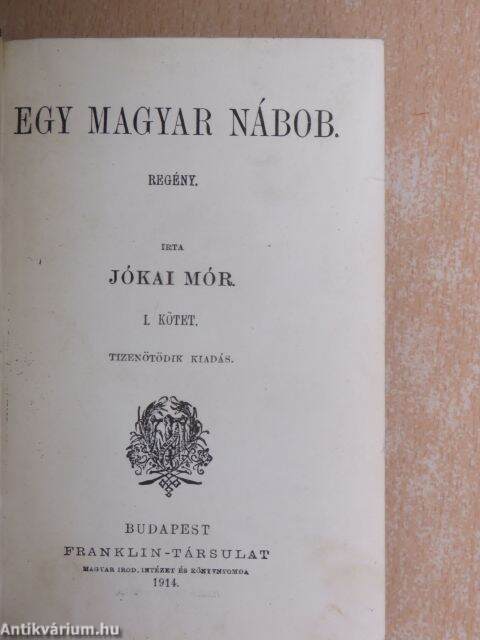 EGY MAGYAR NÁBOB.
REGÉNY.
IRTA
JÓKAI MÓR.
I. KÖTET.
TIZENÖTÖDIK KIADÁS.
BUDAPEST
FRANKLIN-TÁRSULAT
MAGYAR IROD. INTÉZET ÉS KÖNYVNYOMDA
1914.
Antikvárium.hu